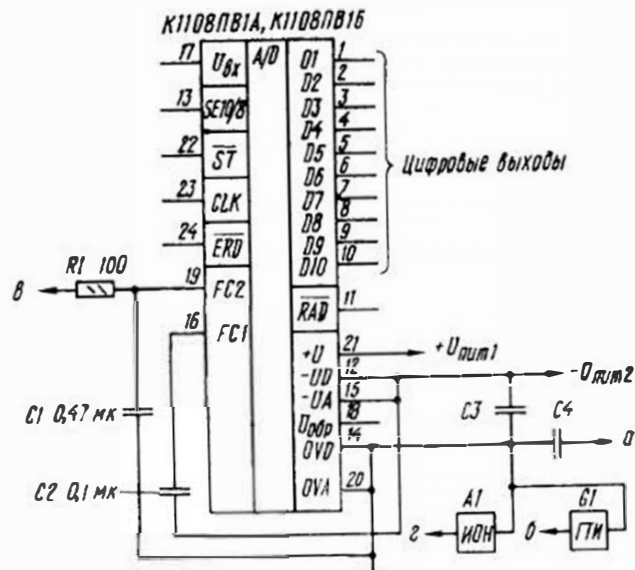 К1108ПВ1А, К1108ПВ1Б
17 Uвх A/D D1 1
D2 2
13 SE10/8 D3 3
D4 4
22 ST D5 5
Цифровые выходы
D6 6
23 CLK D7 7
D8 8
24 ERD D9 9
D10 10
R1 100
в 19 FC2
RAD 11
16 FC1
+U 21 +Uпит1
-UD 12 -Uпит2
-UA 15
C1 0,47 мк
Uобр 18 C3 C4
0VD 14 а
C2 0,1 мк
0VA 20
A1 G1
г ИОН б ГТИ